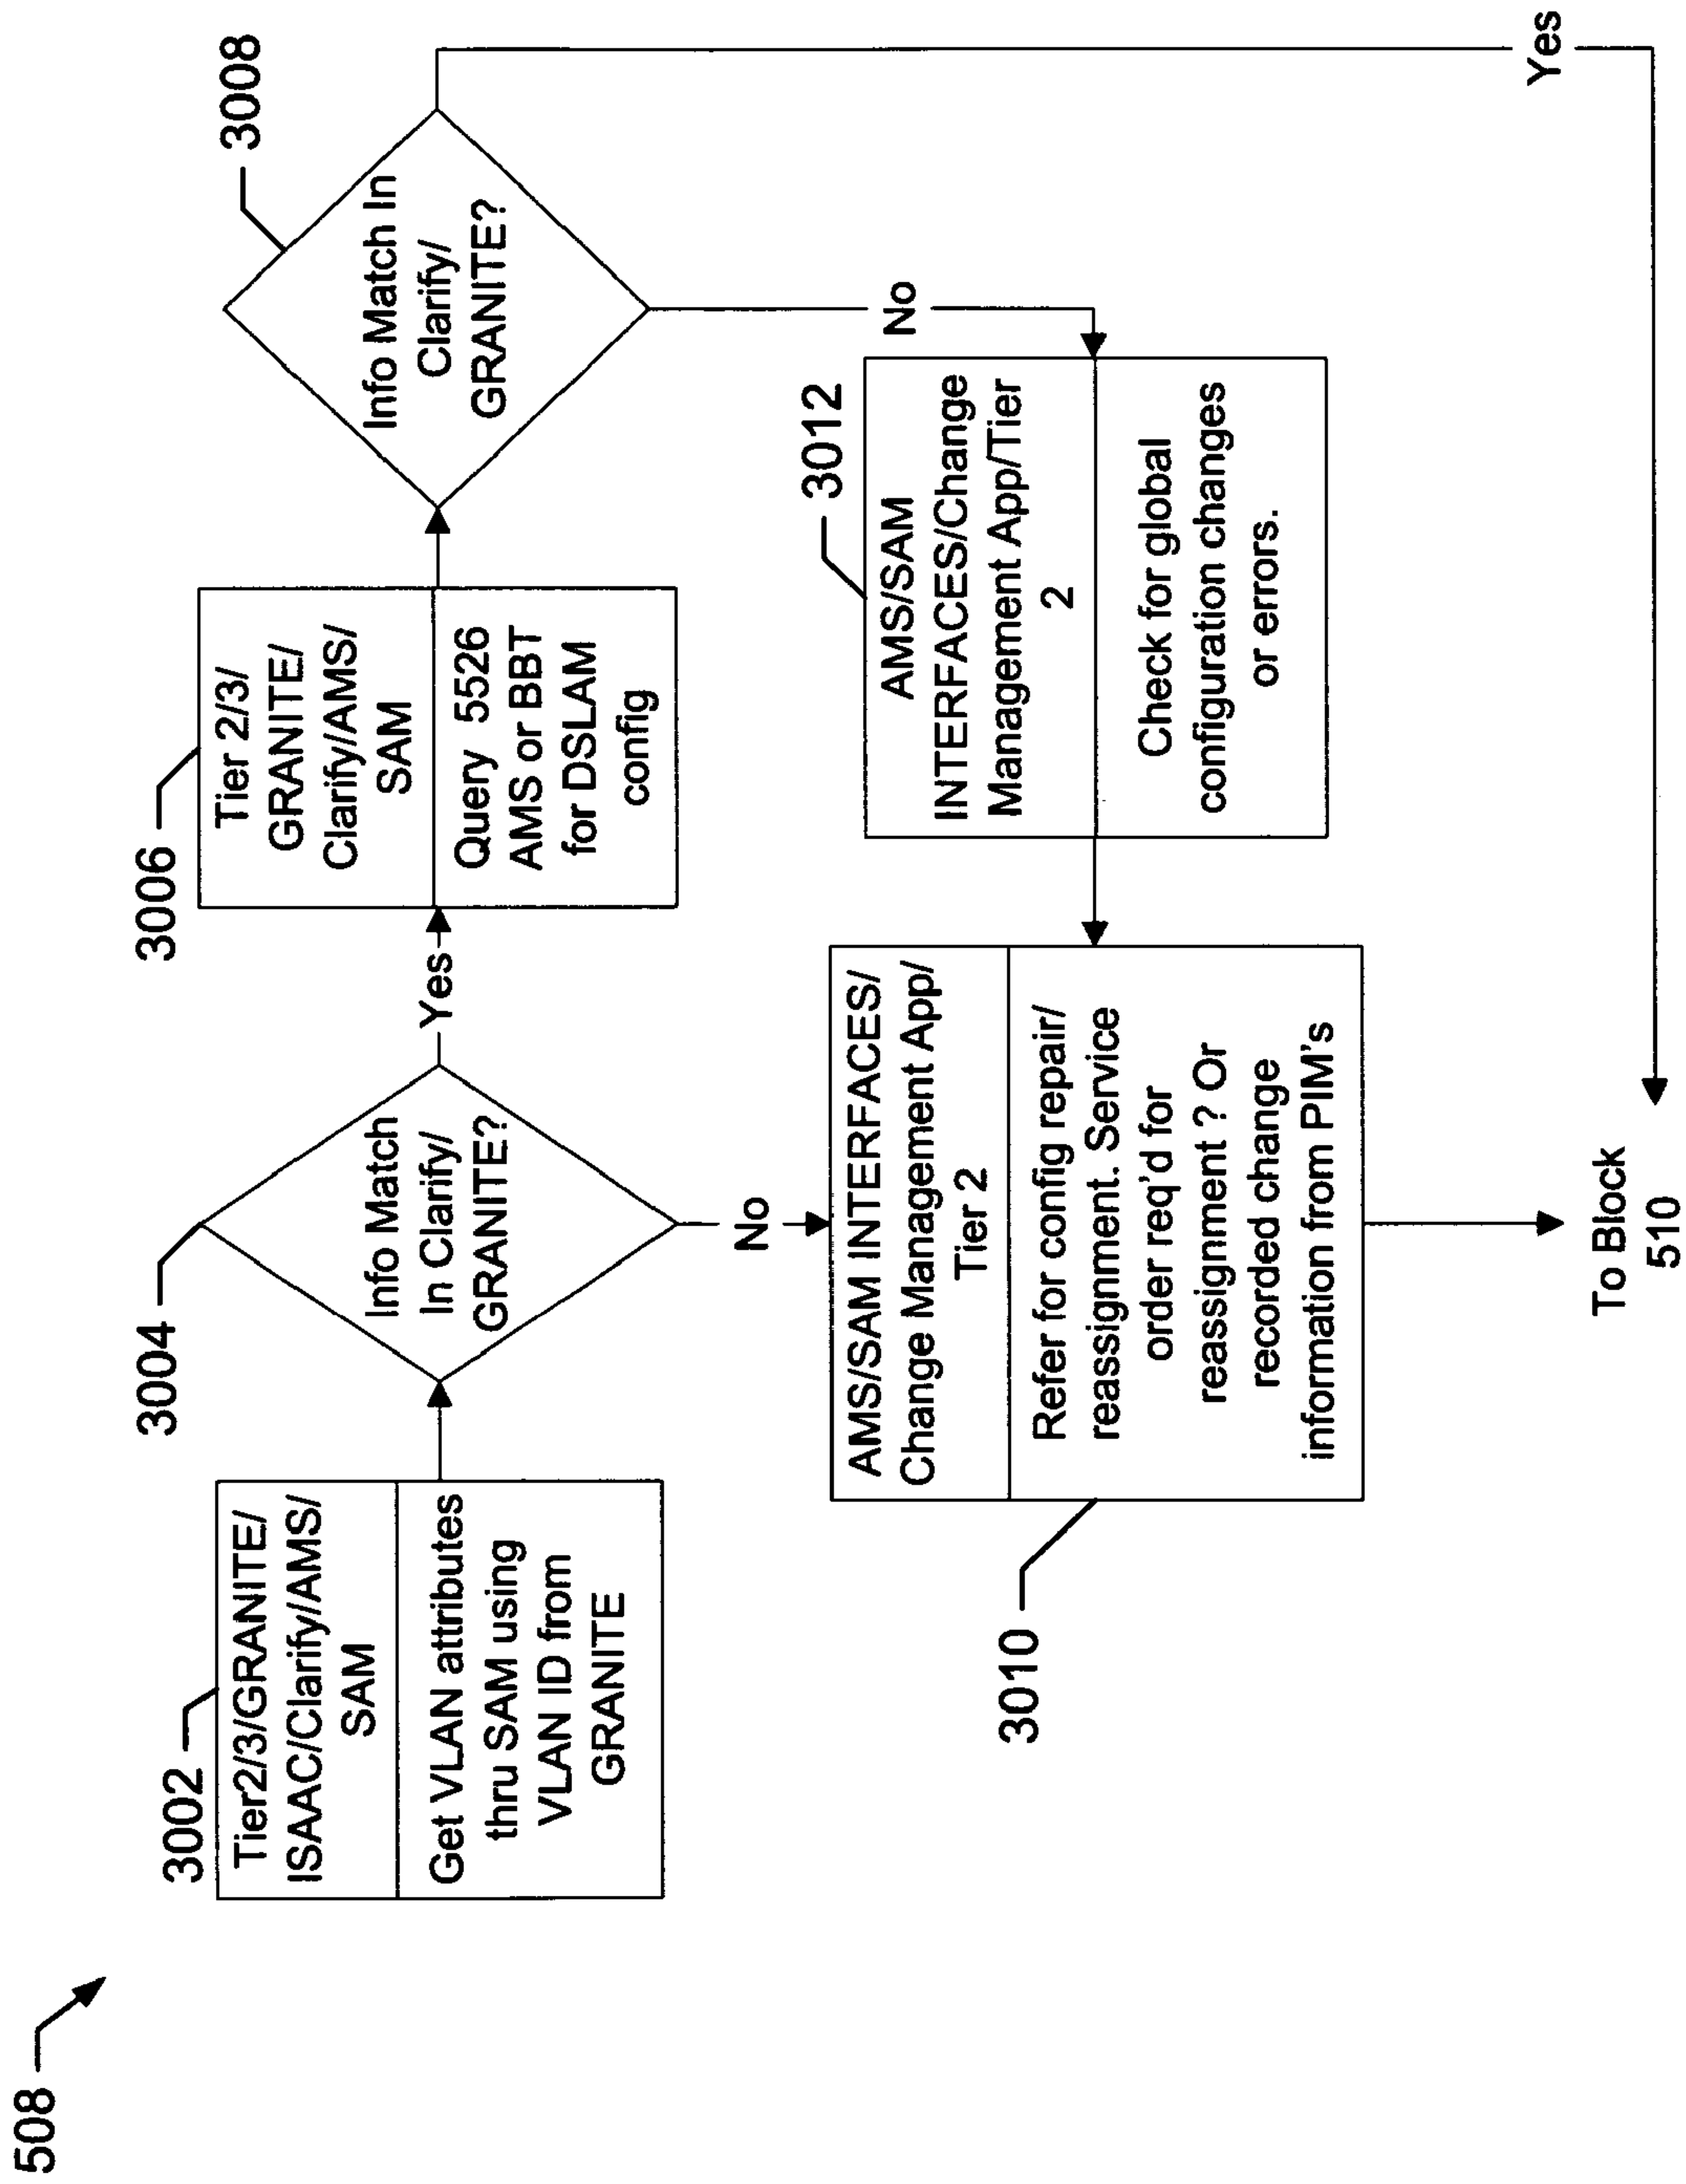 508
3002
Tier2/3/GRANITE/
ISAAC/Clarify/AMS/
SAM
Get VLAN attributes
thru SAM using
VLAN ID from
GRANITE
3004
Info Match
In Clarify/
GRANITE?
Yes
3006
Tier 2/3/
GRANITE/
Clarify/AMS/
SAM
Query 5526
AMS or BBT
for DSLAM
config
3008
Info Match In
Clarify/
GRANITE?
No
No
3010
AMS/SAM INTERFACES/
Change Management App/
Tier 2
Refer for config repair/
reassignment. Service
order req'd for
reassignment ? Or
recorded change
information from PIM's
3012
AMS/SAM
INTERFACES/Change
Management App/Tier
2
Check for global
configuration changes
or errors.
Yes
To Block
510